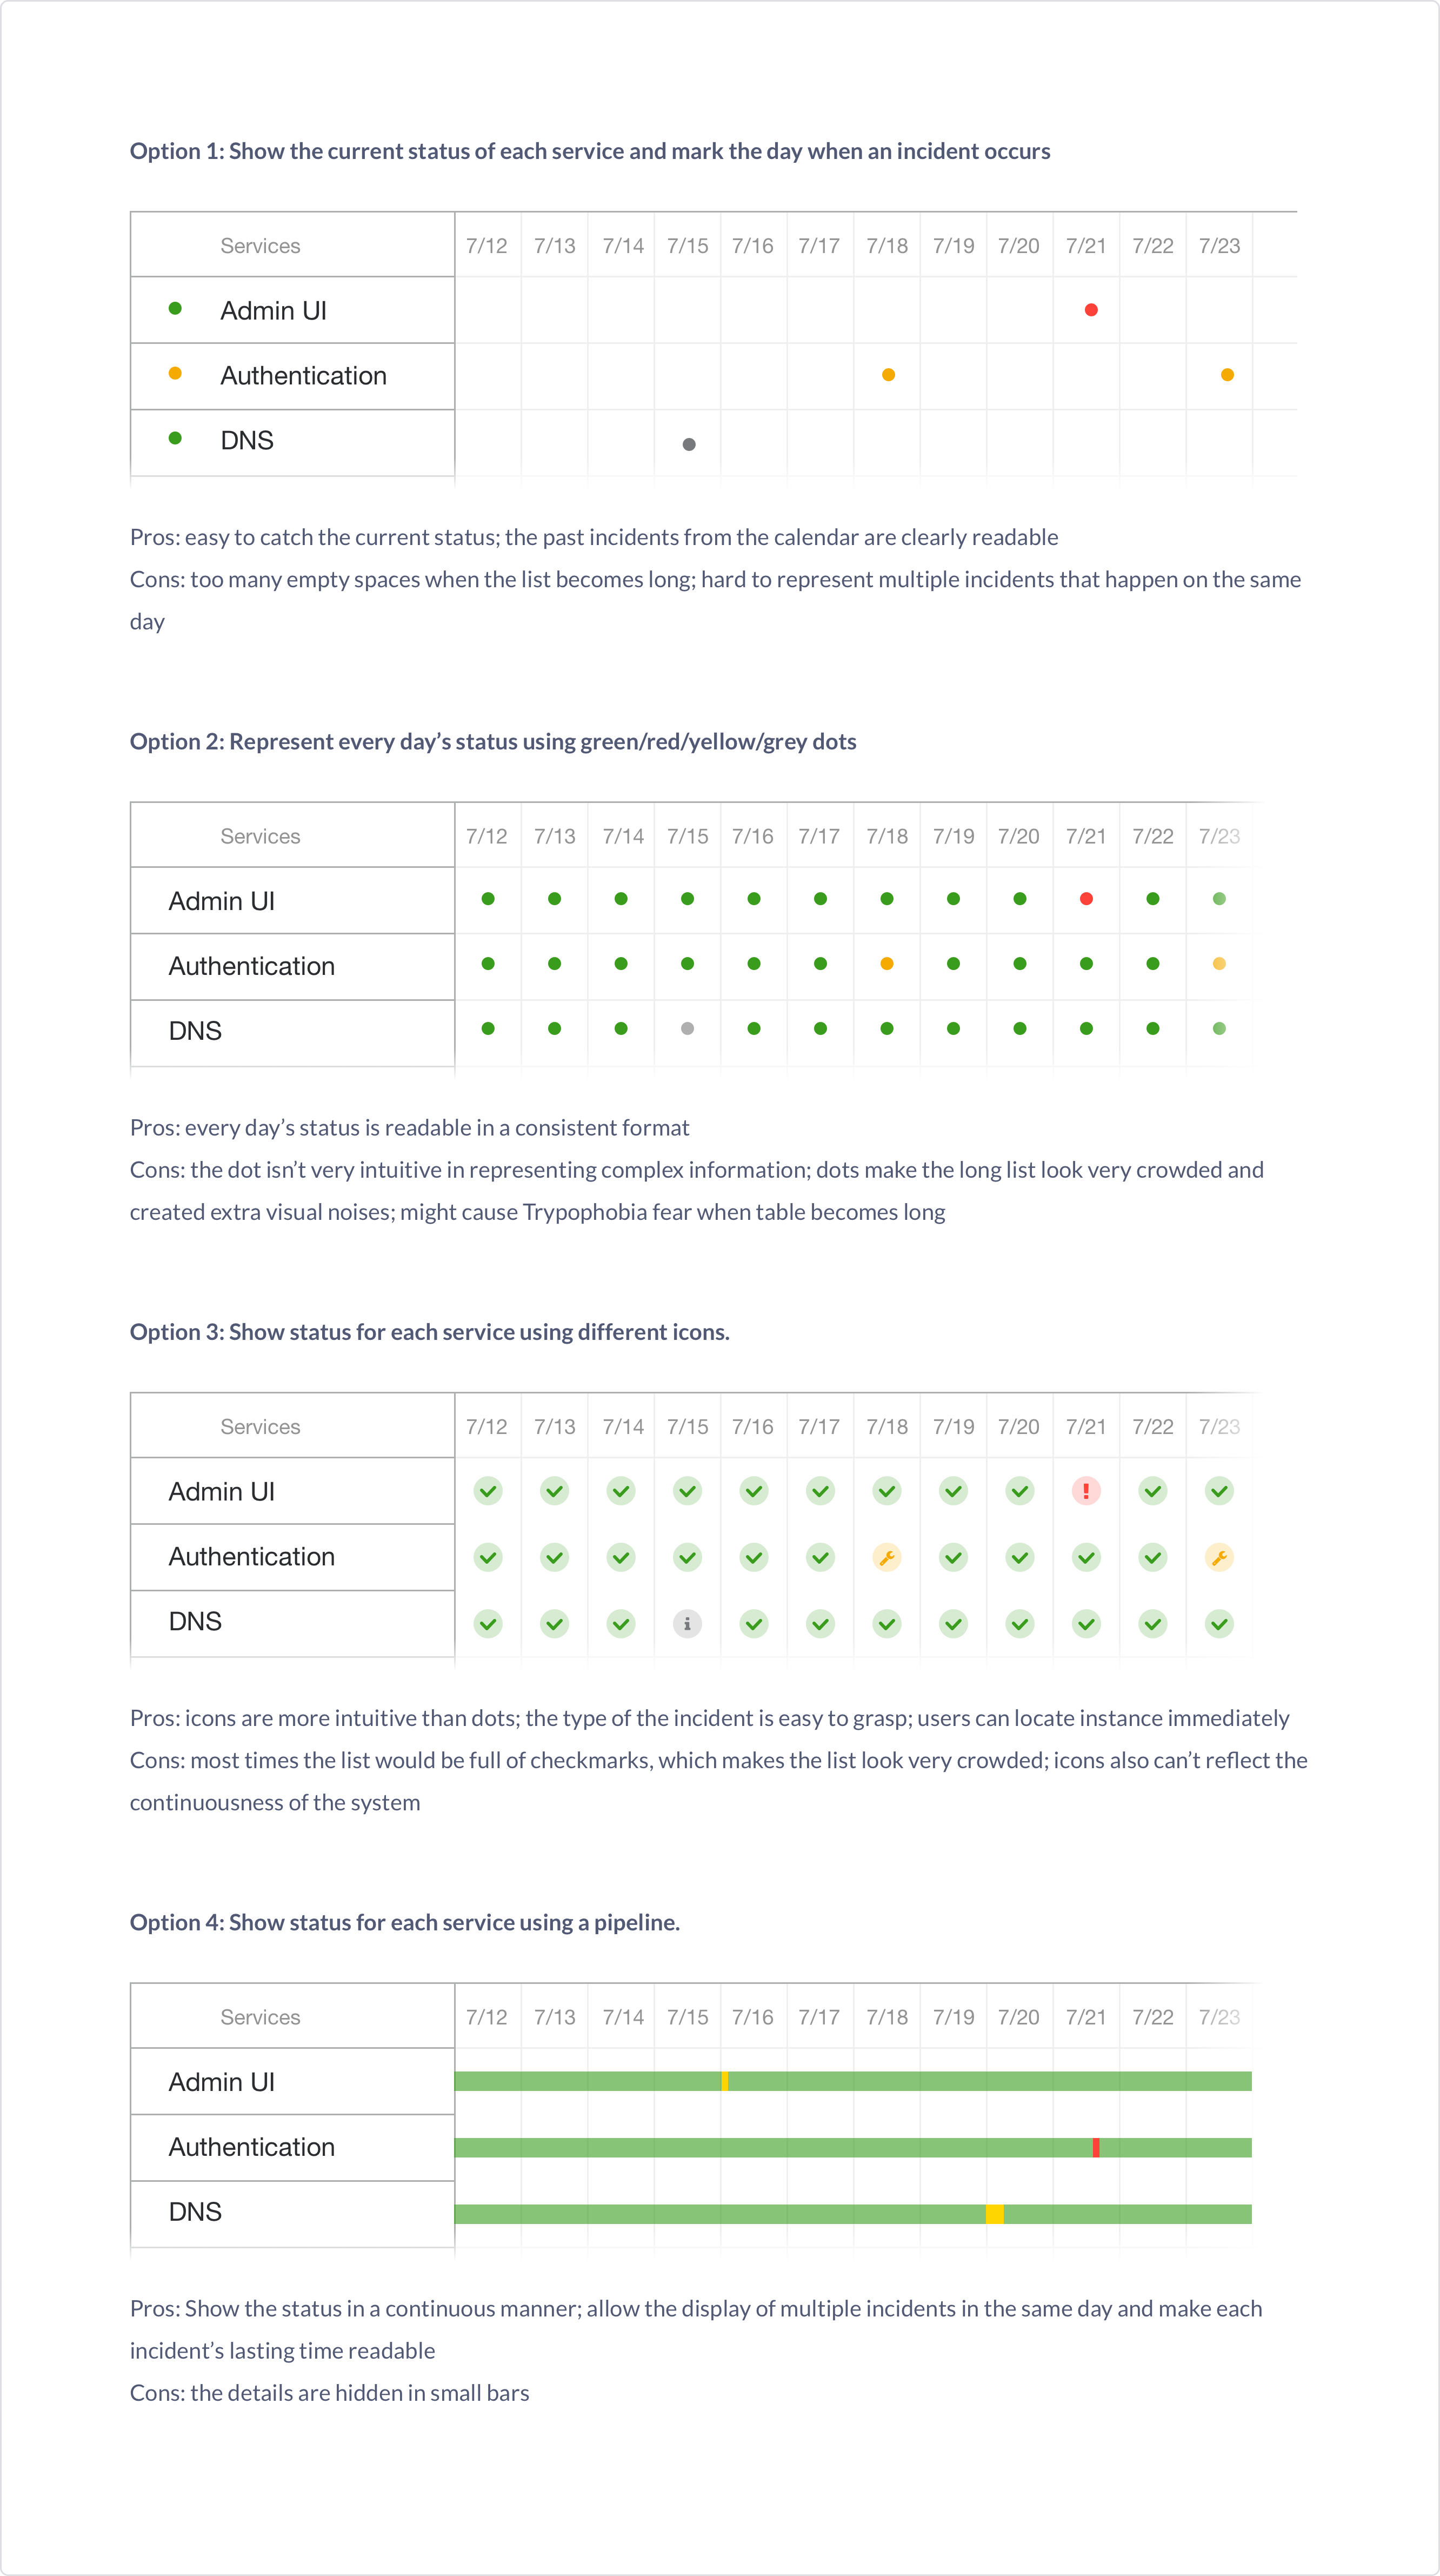 Option 1: Show the current status of each service and mark the day when an incident occurs
Services 7/12 7/13 7/14 7/15 7/16 7/17 7/18 7/19 7/20 7/21 7/22 7/23
Admin UI
Authentication
DNS
Pros: easy to catch the current status; the past incidents from the calendar are clearly readable
Cons: too many empty spaces when the list becomes long; hard to represent multiple incidents that happen on the same
day
Option 2: Represent every day’s status using green/red/yellow/grey dots
Services 7/12 7/13 7/14 7/15 7/16 7/17 7/18 7/19 7/20 7/21 7/22 7/23
Admin UI
Authentication
DNS
Pros: every day’s status is readable in a consistent format
Cons: the dot isn’t very intuitive in representing complex information; dots make the long list look very crowded and
created extra visual noises; might cause Trypophobia fear when table becomes long
Option 3: Show status for each service using different icons.
Services 7/12 7/13 7/14 7/15 7/16 7/17 7/18 7/19 7/20 7/21 7/22 7/23
Admin UI
Authentication
DNS
Pros: icons are more intuitive than dots; the type of the incident is easy to grasp; users can locate instance immediately
Cons: most times the list would be full of checkmarks, which makes the list look very crowded; icons also can’t reflect the
continuousness of the system
Option 4: Show status for each service using a pipeline.
Services 7/12 7/13 7/14 7/15 7/16 7/17 7/18 7/19 7/20 7/21 7/22 7/23
Admin UI
Authentication
DNS
Pros: Show the status in a continuous manner; allow the display of multiple incidents in the same day and make each
incident’s lasting time readable
Cons: the details are hidden in small bars